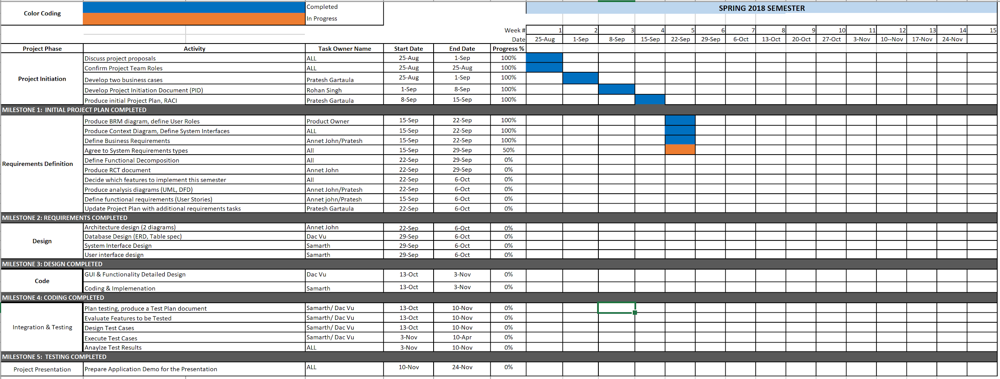 Color Coding
Completed
In Progress
SPRING 2018 SEMESTER
Week # 1 2 3 4 5 6 7 8 9 10 11 12 13 14 15
Date 25-Aug 1-Sep 8-Sep 15-Sep 22-Sep 29-Sep 6-Oct 13-Oct 20-Oct 27-Oct 3-Nov 10--Nov 17-Nov 24-Nov
Project Phase Activity Task Owner Name Start Date End Date Progress %
Project Initiation
Discuss project proposals ALL 25-Aug 1-Sep 100%
Confirm Project Team Roles ALL 25-Aug 25-Aug 100%
Develop two business cases Pratesh Gartaula 25-Aug 1-Sep 100%
Develop Project Initiation Document (PID) Rohan Singh 1-Sep 8-Sep 100%
Produce initial Project Plan, RACI Pratesh Gartaula 8-Sep 15-Sep 100%
MILESTONE 1: INITIAL PROJECT PLAN COMPLETED
Requirements Definition
Produce BRM diagram, define User Roles Product Owner 15-Sep 22-Sep 100%
Produce Context Diagram, Define System Interfaces ALL 15-Sep 22-Sep 100%
Define Business Requirements Annet John/Pratesh 15-Sep 22-Sep 100%
Agree to System Requirements types All 15-Sep 29-Sep 50%
Define Functional Decomposition All 22-Sep 29-Sep 0%
Produce RCT document Annet John 22-Sep 29-Sep 0%
Decide which features to implement this semester All 22-Sep 6-Oct 0%
Produce analysis diagrams (UML, DFD) Annet John/Pratesh 22-Sep 6-Oct 0%
Define functional requirements (User Stories) Annet john/Pratesh 15-Sep 6-Oct 0%
Update Project Plan with additional requirements tasks Pratesh Gartaula 22-Sep 6-Oct 0%
MILESTONE 2: REQUIREMENTS COMPLETED
Design
Architecture design (2 diagrams) Annet John 22-Sep 6-Oct 0%
Database Design (ERD, Table spec) Dac Vu 29-Sep 6-Oct 0%
System Interface Design Samarth 29-Sep 6-Oct 0%
User interface design Samarth 29-Sep 6-Oct 0%
MILESTONE 3: DESIGN COMPLETED
Code
GUI & Functionality Detailed Design Dac Vu 13-Oct 3-Nov 0%
Coding & Implemenation Samarth 13-Oct 3-Nov 0%
MILESTONE 4: CODING COMPLETED
Integration & Testing
Plan testing, produce a Test Plan document Samarth/ Dac Vu 13-Oct 10-Nov 0%
Evaluate Features to be Tested Samarth/ Dac Vu 13-Oct 10-Nov 0%
Design Test Cases Samarth/ Dac Vu 13-Oct 10-Nov 0%
Execute Test Cases Samarth/ Dac Vu 3-Nov 10-Apr 0%
Anaylze Test Results ALL 3-Nov 10-Nov 0%
MILESTONE 5: TESTING COMPLETED
Project Presentation Prepare Application Demo for the Presentation ALL 10-Nov 24-Nov 0%